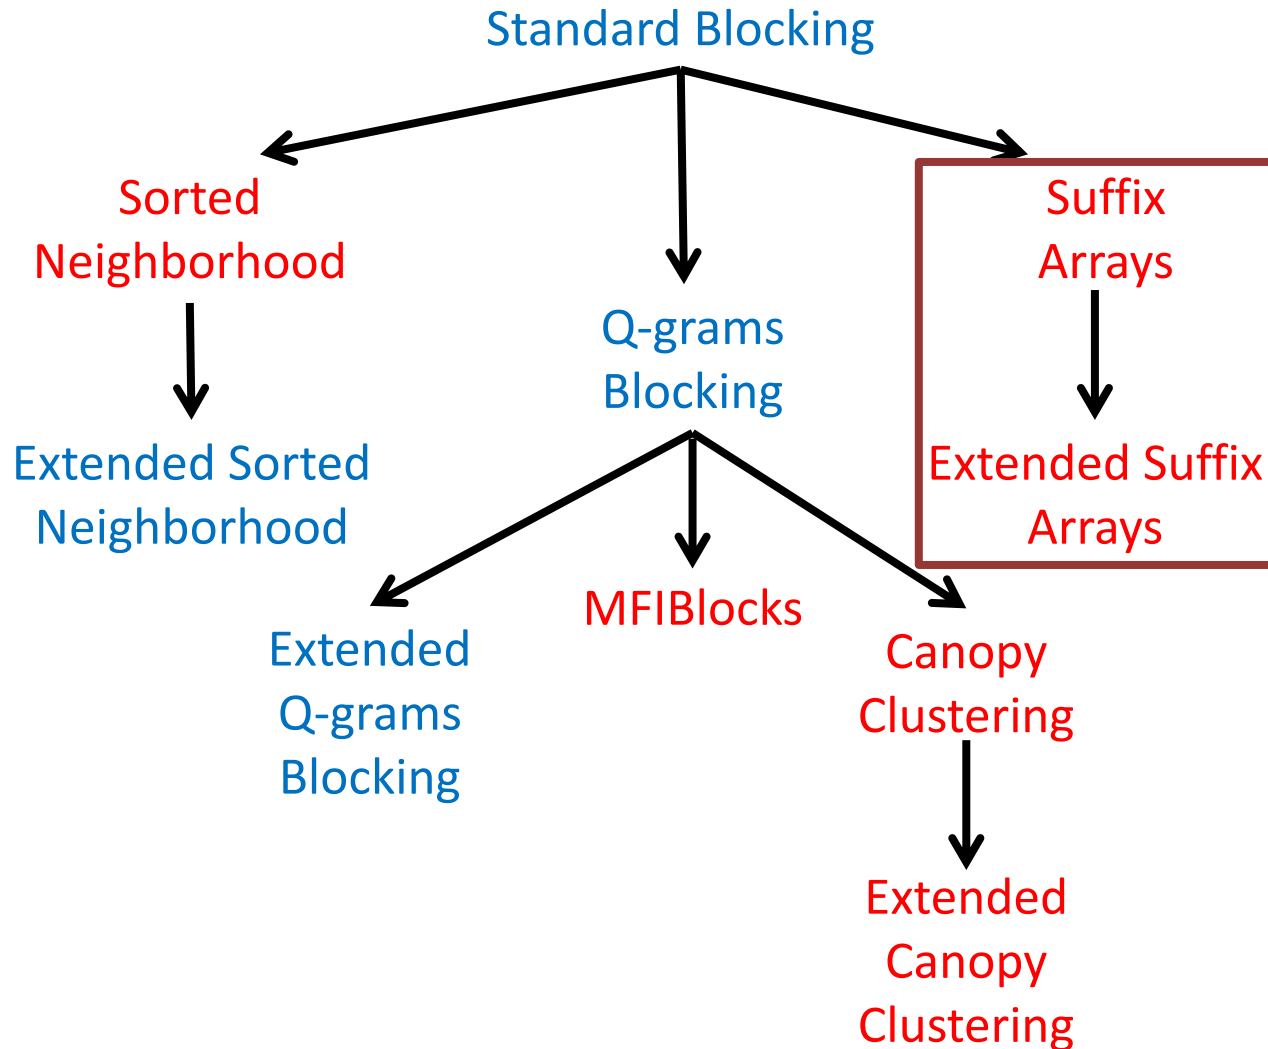 Standard Blocking
Sorted
Neighborhood
Suffix
Arrays
Q-grams
Blocking
Extended Sorted
Neighborhood
Extended Suffix
Arrays
MFIBlocks
Extended
Q-grams
Blocking
Canopy
Clustering
Extended
Canopy
Clustering